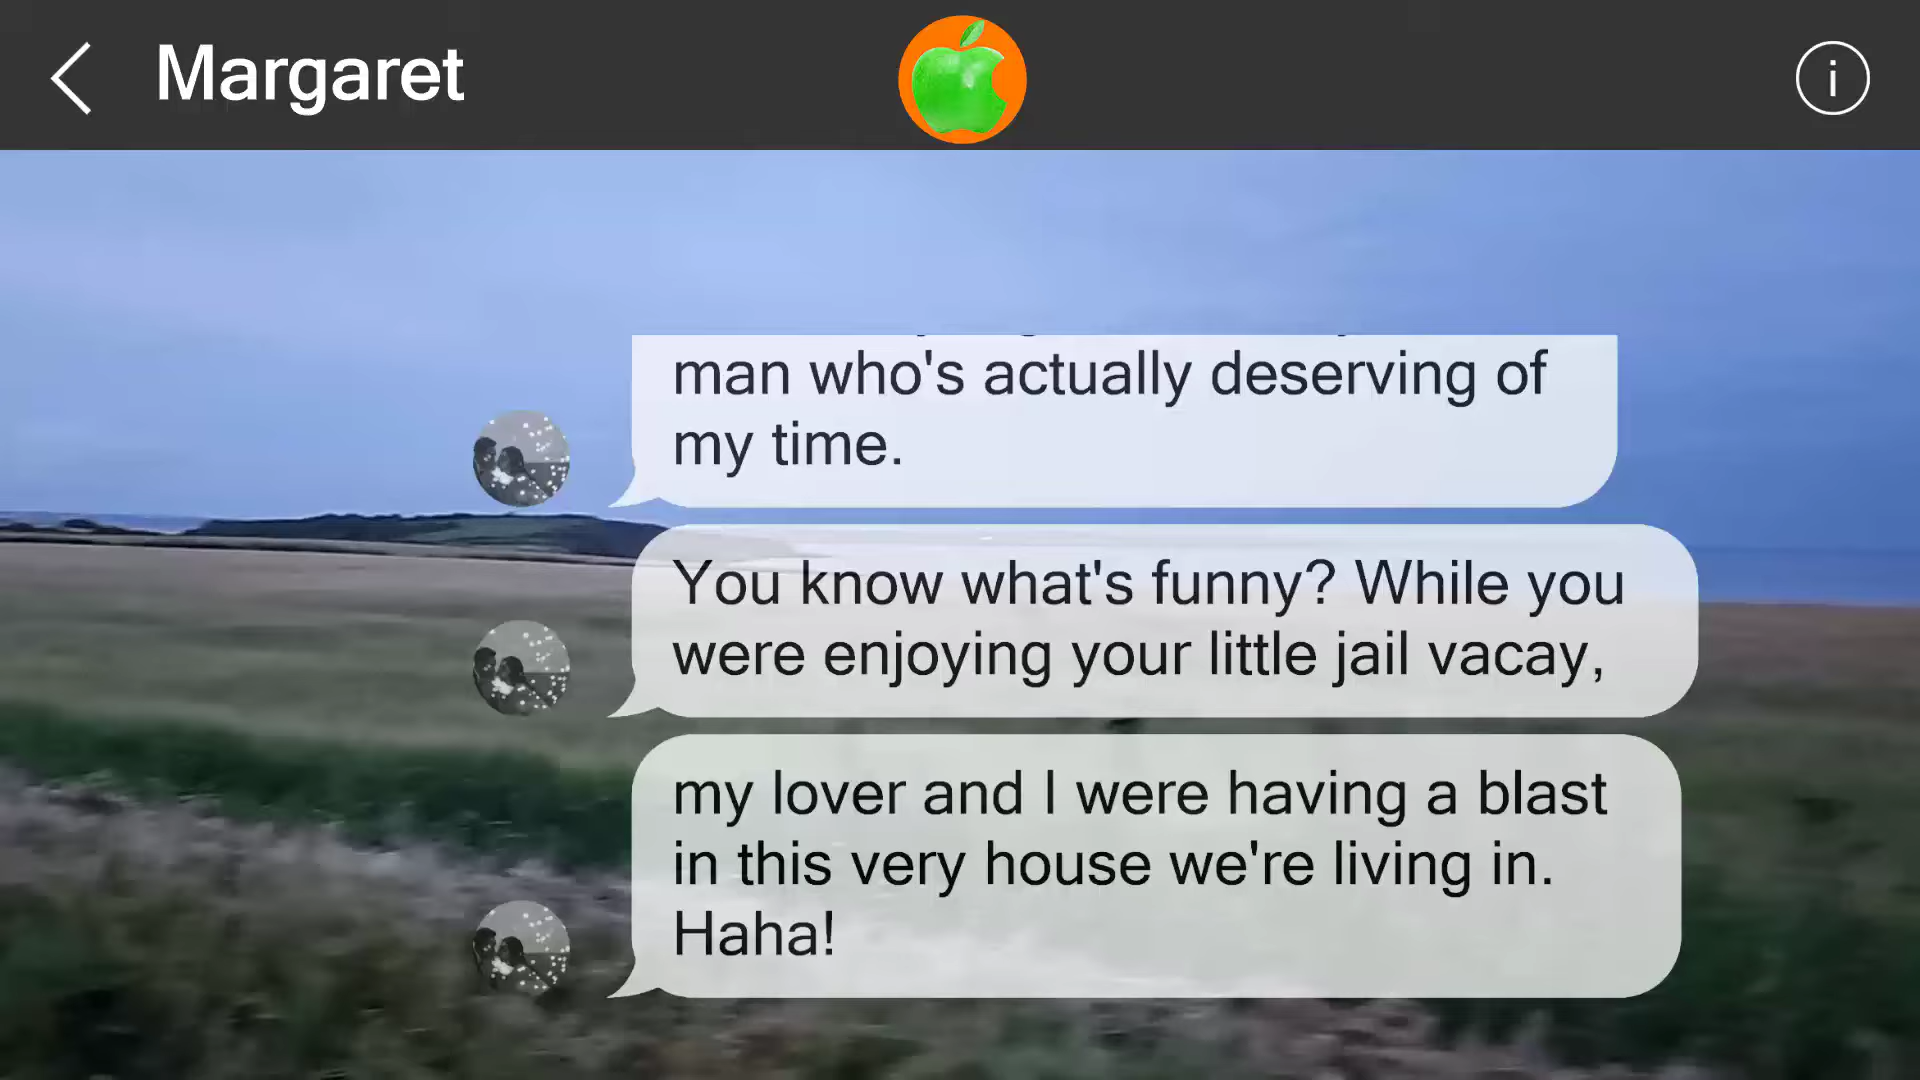 Margaret
man who's actually deserving of
my time.
You know what's funny? While you
were enjoying your little jail vacay,
my lover and I were having a blast
in this very house we're living in.
Haha!